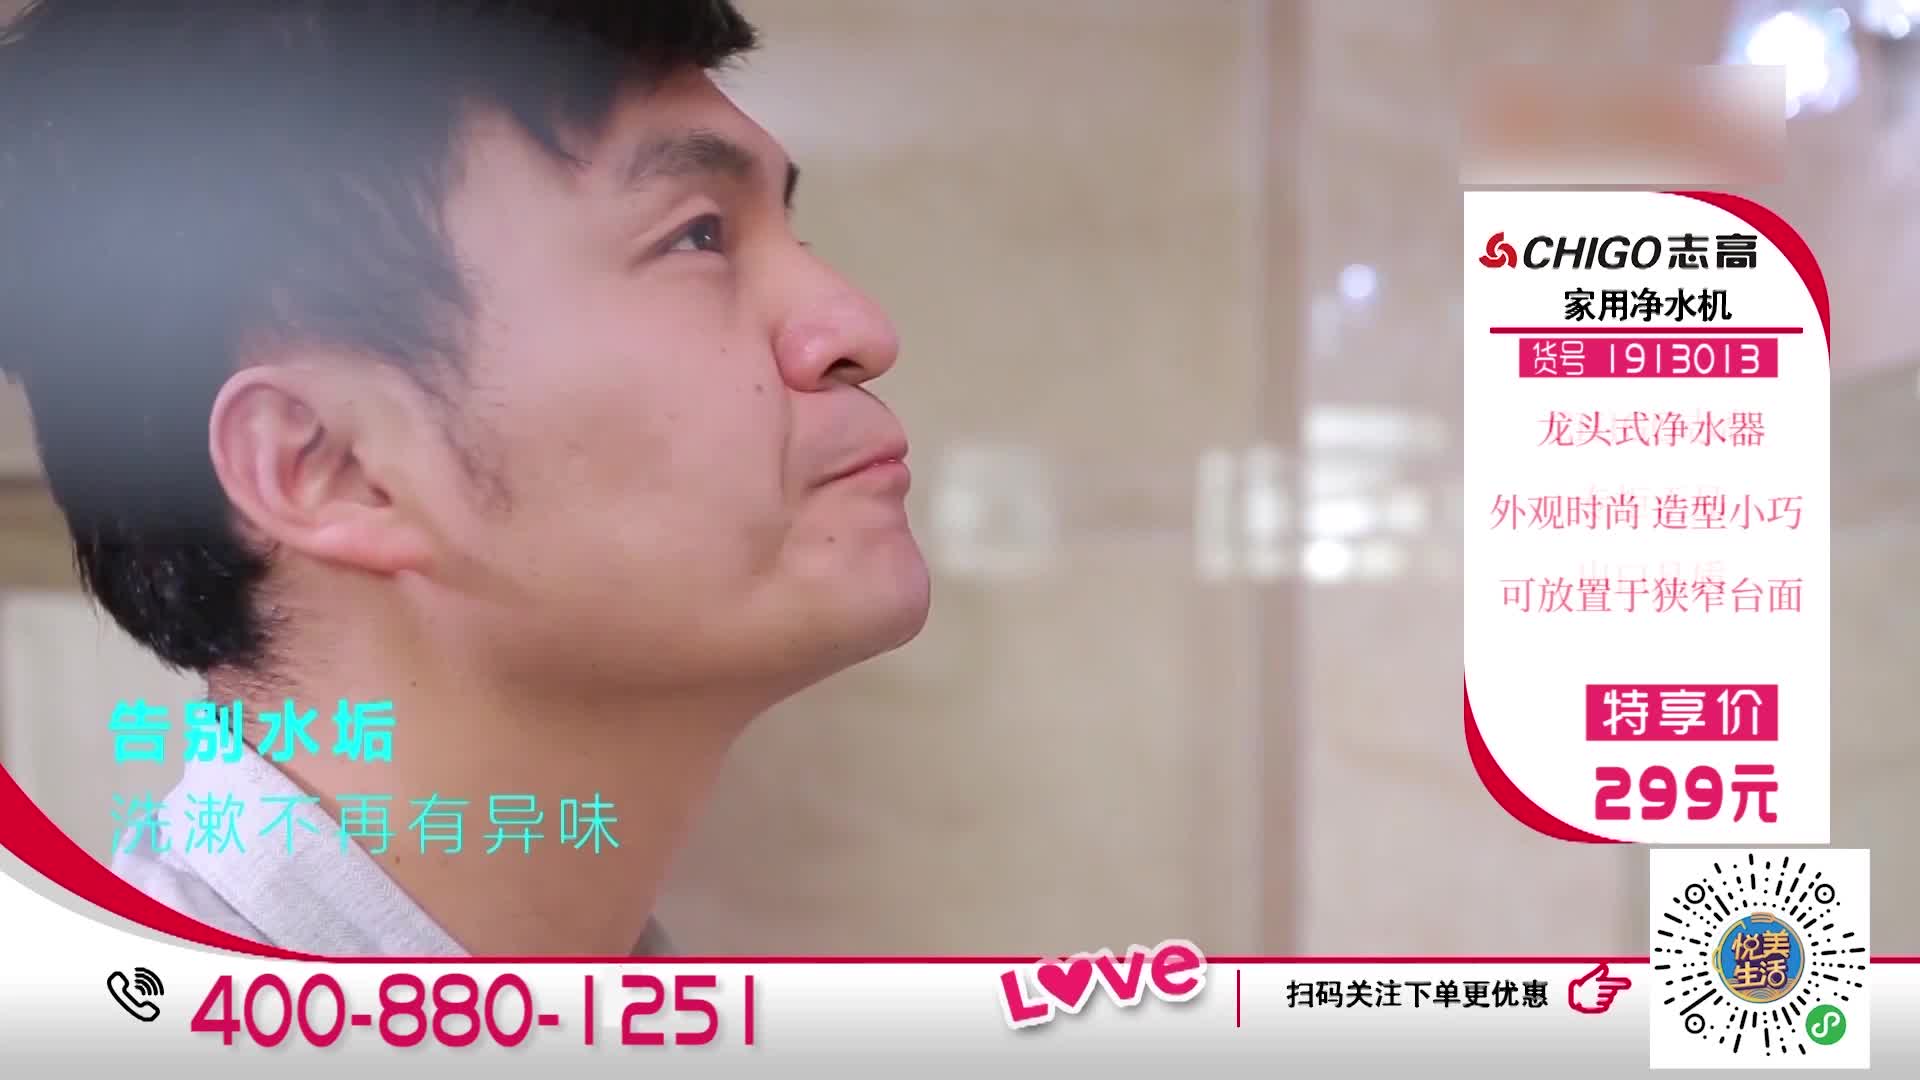 CHIGO志高
家用净水机
货号 1913013
龙头式净水器
外观时尚 造型小巧
可放置于狭窄台面
特享价
299元
告别水垢
洗漱不再有异味
400-880-1251
Love
扫码关注下单更优惠
悦美
生活